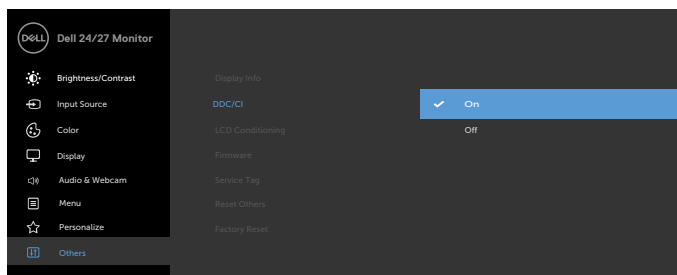 DELL
Dell 24/27 Monitor
Brightness/Contrast
Input Source
Color
Display
Audio & Webcam
Menu
Personalize
Others
Display Info
DDC/CI
LCD Conditioning
Firmware
Service Tag
Reset Others
Factory Reset
On
Off